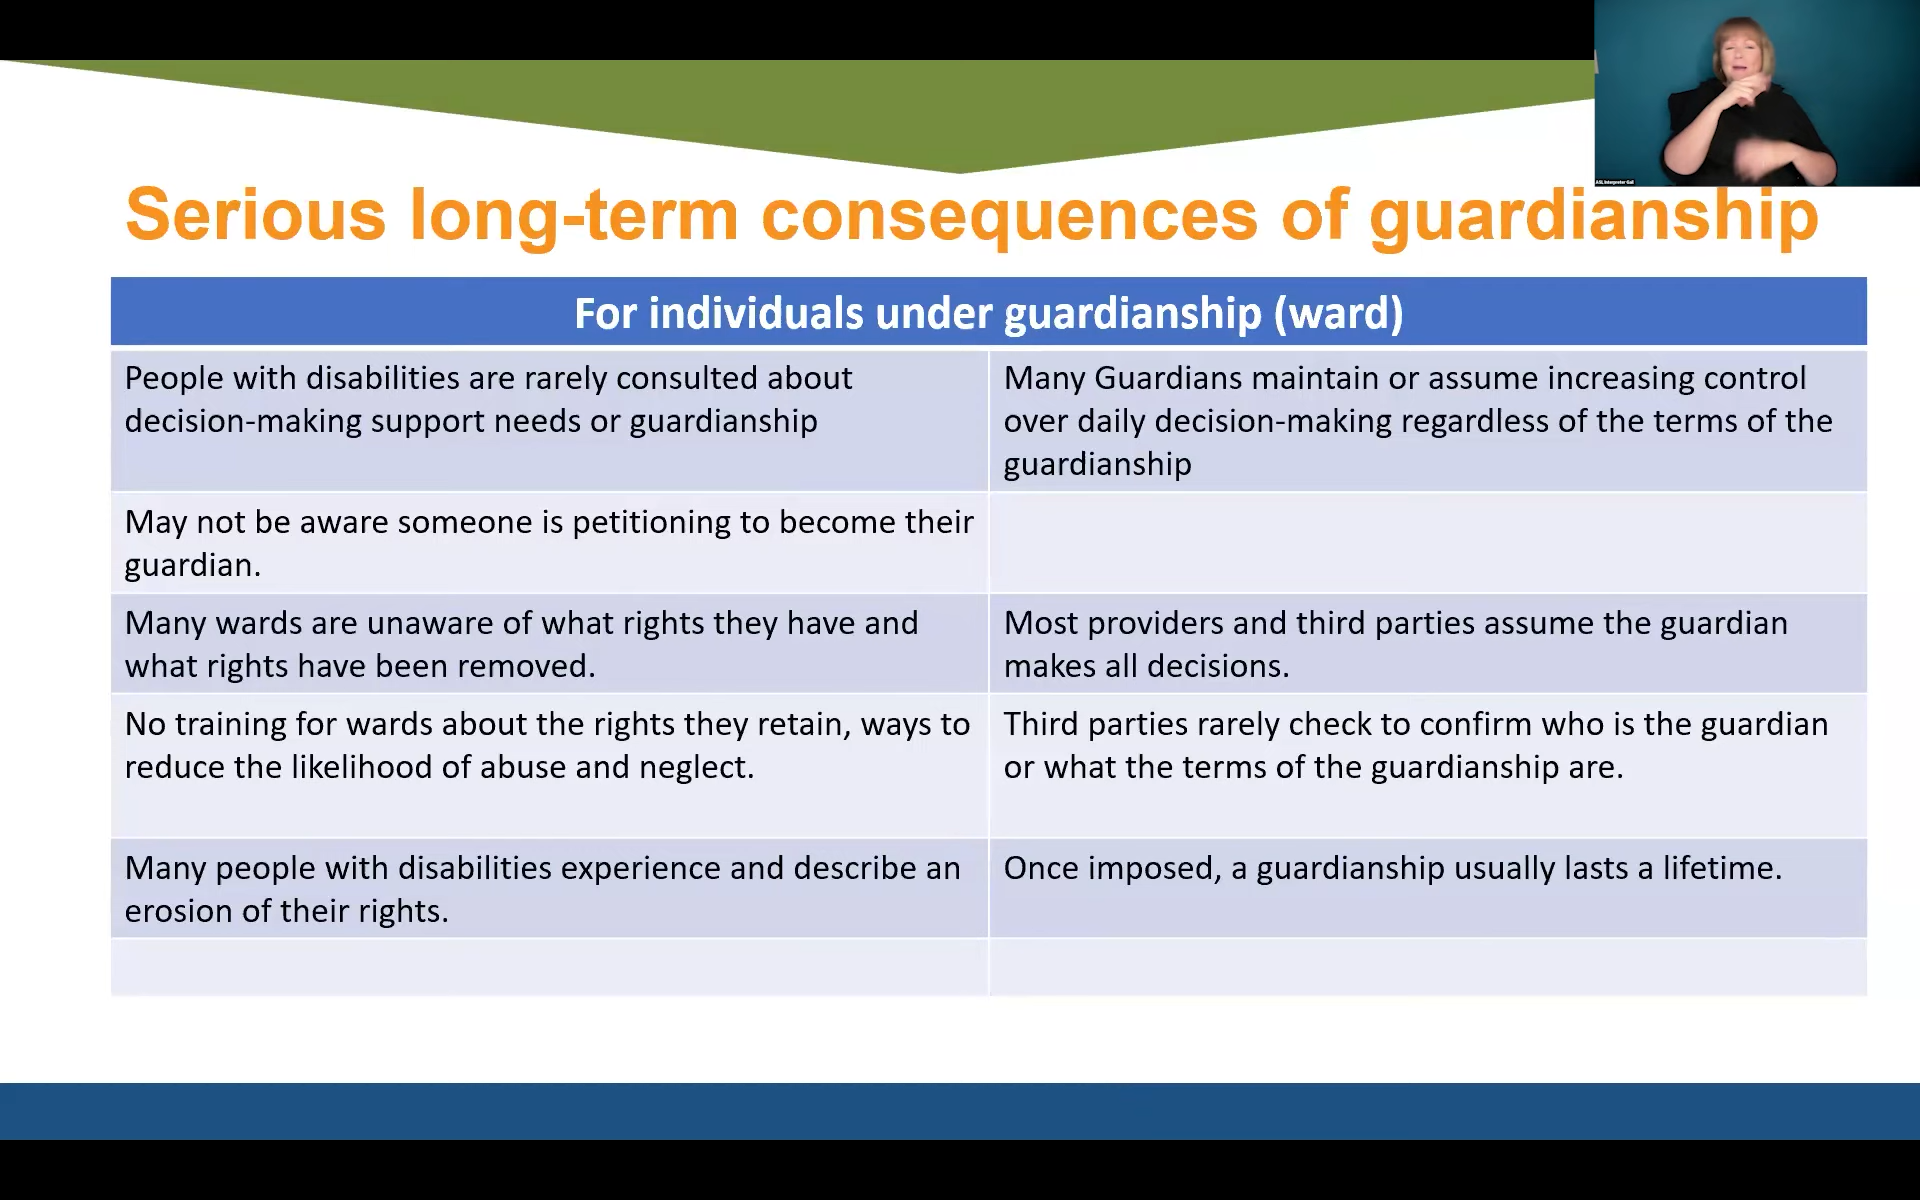 ASL Interpreter Gail
Serious long-term consequences of guardianship
For individuals under guardianship (ward)
People with disabilities are rarely consulted about
decision-making support needs or guardianship
Many Guardians maintain or assume increasing control
over daily decision-making regardless of the terms of the
guardianship
May not be aware someone is petitioning to become their
guardian.
Many wards are unaware of what rights they have and
what rights have been removed.
Most providers and third parties assume the guardian
makes all decisions.
No training for wards about the rights they retain, ways to
reduce the likelihood of abuse and neglect.
Third parties rarely check to confirm who is the guardian
or what the terms of the guardianship are.
Many people with disabilities experience and describe an
erosion of their rights.
Once imposed, a guardianship usually lasts a lifetime.